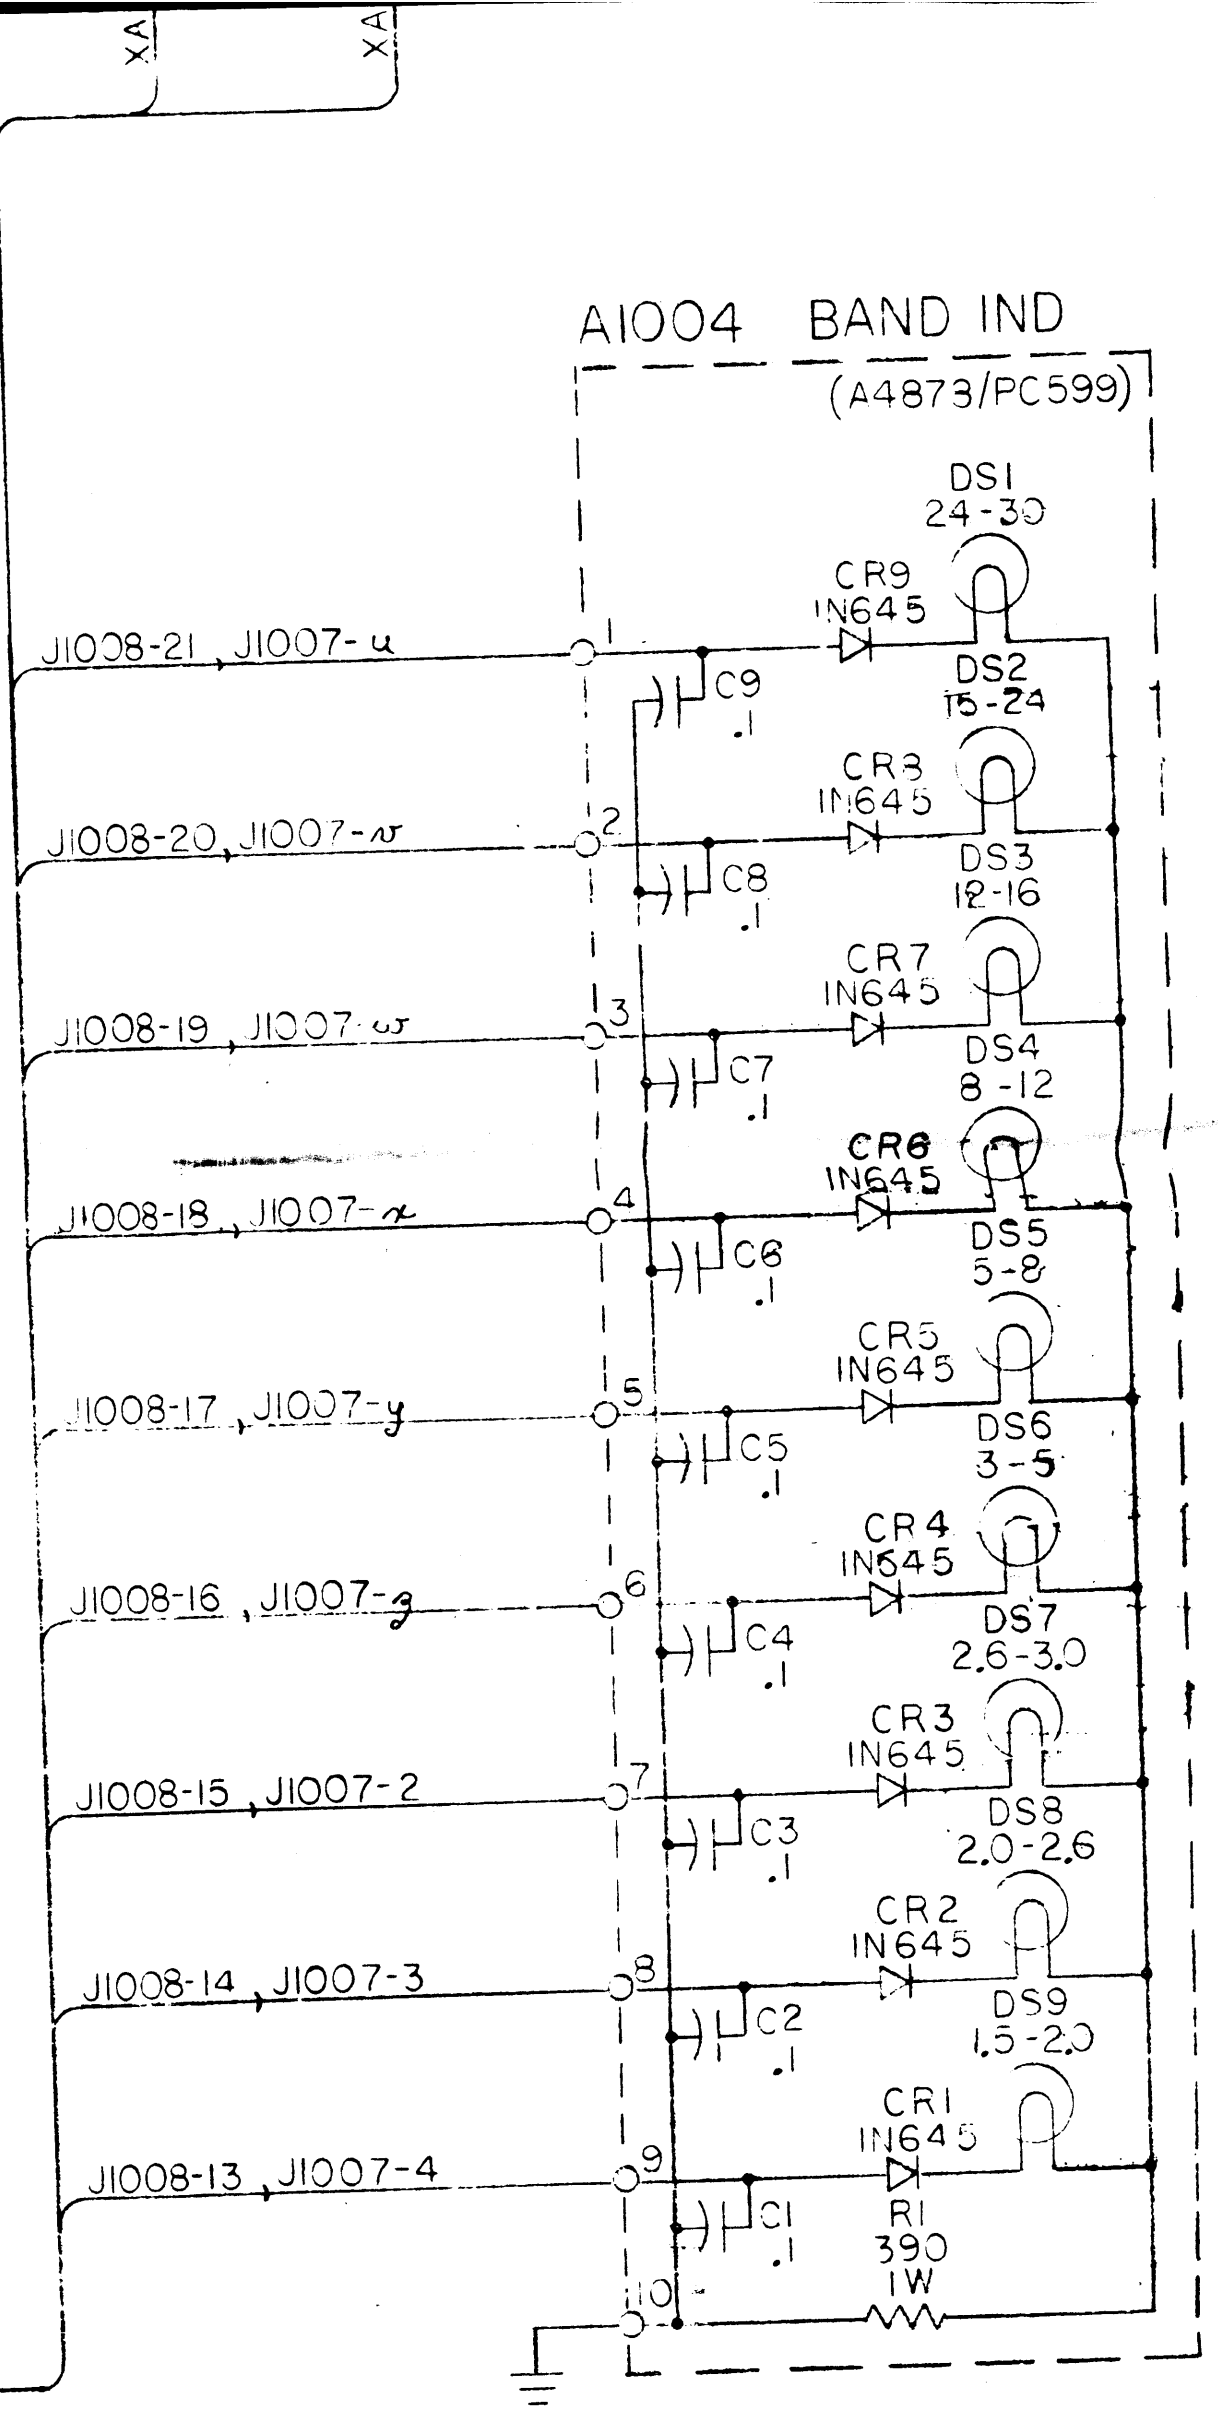 XA
XA
A1004 BAND IND
(A4873/PC599)
DS1
24-30
CR9
1N645
J1008-21 J1007-u
1
C9
.1
DS2
15-24
CR8
1N645
J1008-20 J1007-v
2
C8
.1
DS3
12-16
CR7
1N645
J1008-19 J1007-w
3
C7
.1
DS4
8-12
CR6
1N645
J1008-18 J1007-x
4
C6
.1
DS5
5-8
CR5
1N645
J1008-17 J1007-y
5
C5
.1
DS6
3-5
CR4
1N645
J1008-16 J1007-z
6
C4
.1
DS7
2.6-3.0
CR3
1N645
J1008-15 J1007-2
7
C3
.1
DS8
2.0-2.6
CR2
1N645
J1008-14 J1007-3
8
C2
.1
DS9
1.5-2.0
CR1
1N645
J1008-13 J1007-4
9
C1
.1
R1
390
1W
10